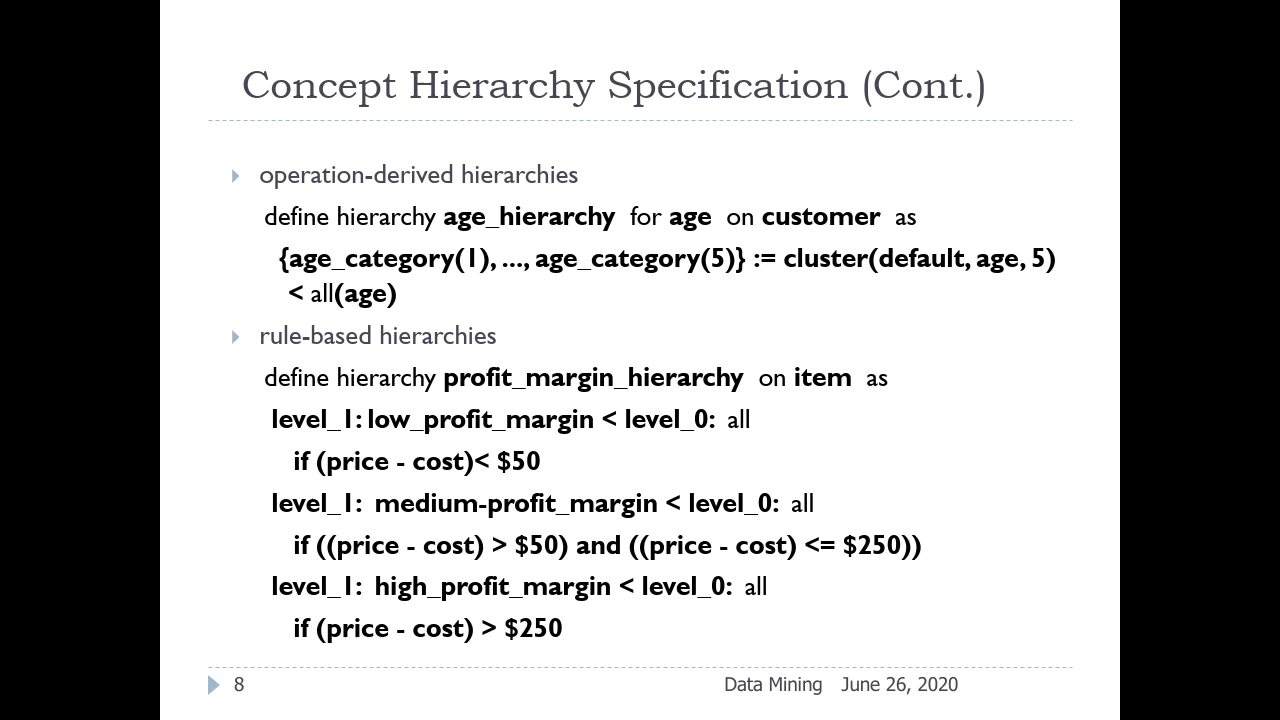 Concept Hierarchy Specification (Cont.)
operation-derived hierarchies
define hierarchy age_hierarchy for age on customer as
{age_category(1), ..., age_category(5)} := cluster(default, age, 5)
< all(age)
rule-based hierarchies
define hierarchy profit_margin_hierarchy on item as
level_1: low_profit_margin < level_0: all
if (price - cost)< $50
level_1: medium-profit_margin < level_0: all
if ((price - cost) > $50) and ((price - cost) <= $250))
level_1: high_profit_margin < level_0: all
if (price - cost) > $250
8 Data Mining June 26, 2020